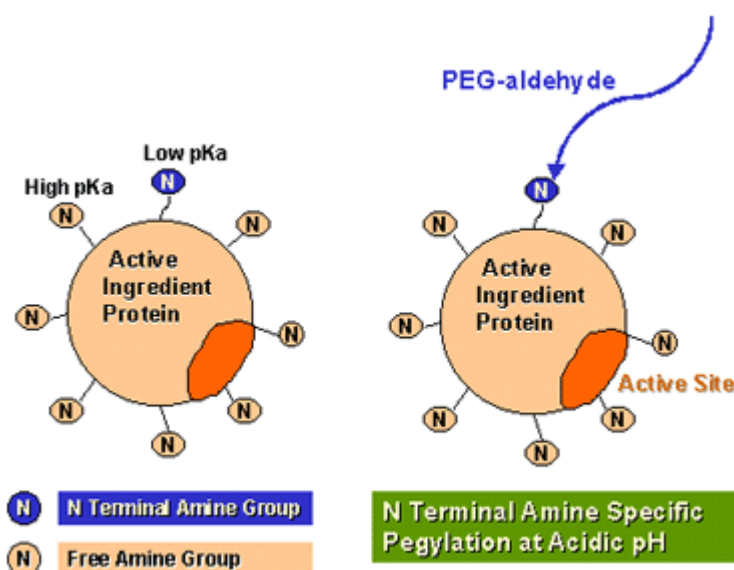 PEG-aldehyde
Low pKa
High pKa
N
N
N
N
N
N
N
N
Active
Ingredient
Protein
N
N
N
N
N
N
N
N
Active
Ingredient
Protein
Active Site
N
N Terminal Amine Group
N
Free Amine Group
N Terminal Amine Specific
Pegylation at Acidic pH